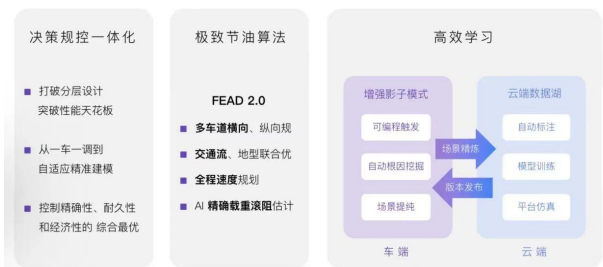 决策规控一体化
打破分层设计
突破性能天花板
从一车一调到
自适应精准建模
控制精确性、耐久性
和经济性的 综合最优
极致节油算法
FEAD 2.0
多车道横向、纵向规
交通流、地型联合优
全程速度规划
AI 精确载重滚阻估计
高效学习
增强影子模式
可编程触发
自动根因挖掘
场景提纯
车 端
场景精炼
版本发布
云端数据湖
自动标注
模型训练
平台仿真
云 端